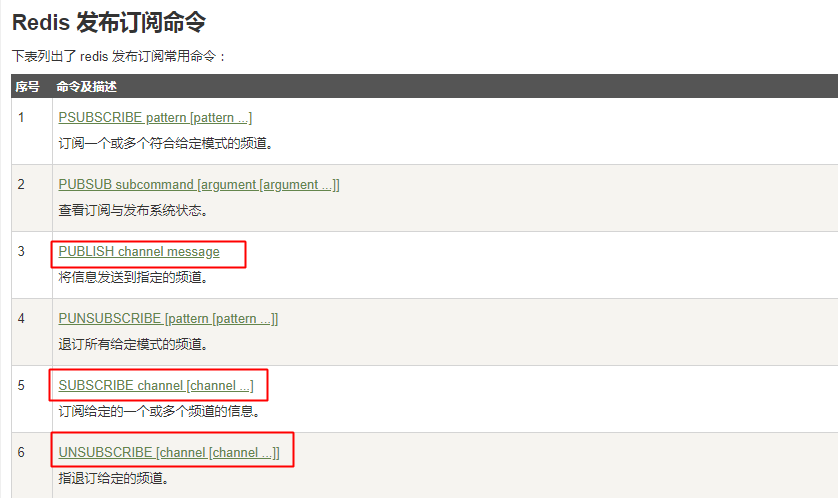 Redis 发布订阅命令
下表列出了 redis 发布订阅常用命令：
序号 命令及描述
1 PSUBSCRIBE pattern [pattern ...]
订阅一个或多个符合给定模式的频道。
2 PUBSUB subcommand [argument [argument ...]]
查看订阅与发布系统状态。
3 PUBLISH channel message
将信息发送到指定的频道。
4 PUNSUBSCRIBE [pattern [pattern ...]]
退订所有给定模式的频道。
5 SUBSCRIBE channel [channel ...]
订阅给定的一个或多个频道的信息。
6 UNSUBSCRIBE [channel [channel ...]]
指退订给定的频道。